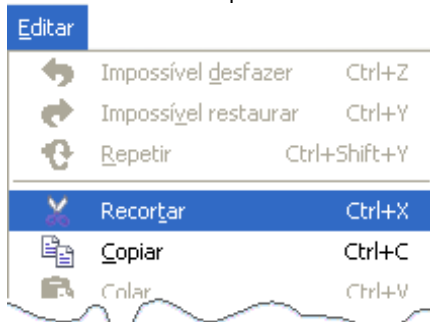 Editar
Impossível desfazer Ctrl+Z
Impossível restaurar Ctrl+Y
Repetir Ctrl+Shift+Y
Recortar Ctrl+X
Copiar Ctrl+C
Colar Ctrl+V